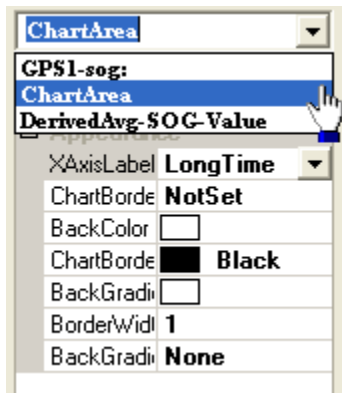 ChartArea
GPS1-sog:
ChartArea
DerivedAvg-SOG-Value
Appearance
XAxisLabel LongTime
ChartBorde NotSet
BackColor
ChartBorde Black
BackGradi
BorderWidt 1
BackGradi None